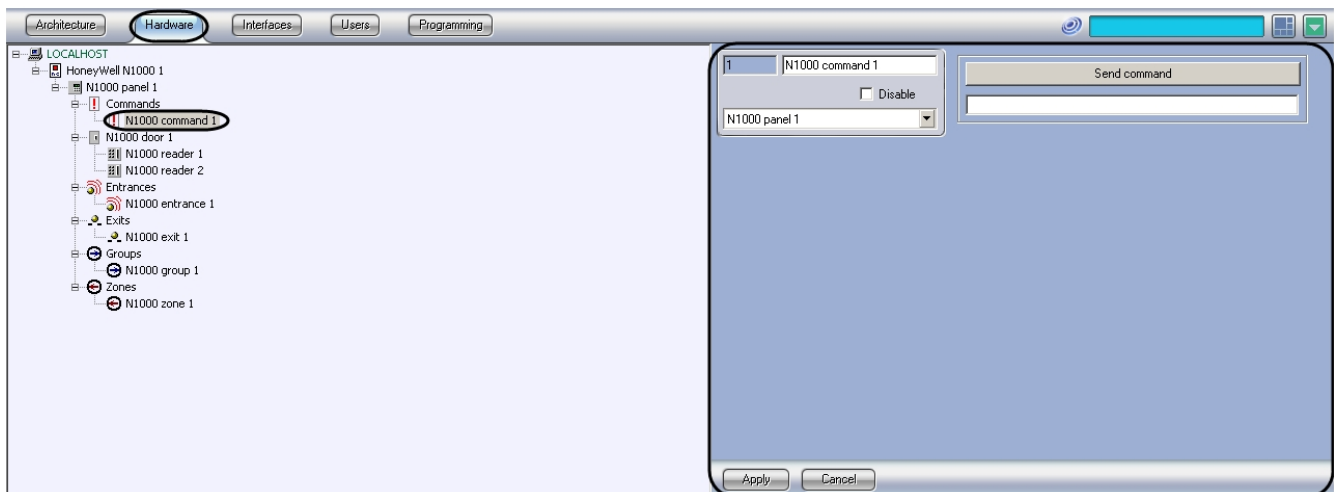 Architecture Hardware Interfaces Users Programming
LOCALHOST
HoneyWell N1000 1
N1000 panel 1
Commands
N1000 command 1
N1000 door 1
N1000 reader 1
N1000 reader 2
Entrances
N1000 entrance 1
Exits
N1000 exit 1
Groups
N1000 group 1
Zones
N1000 zone 1
1 N1000 command 1
Disable
N1000 panel 1
Send command
Apply Cancel